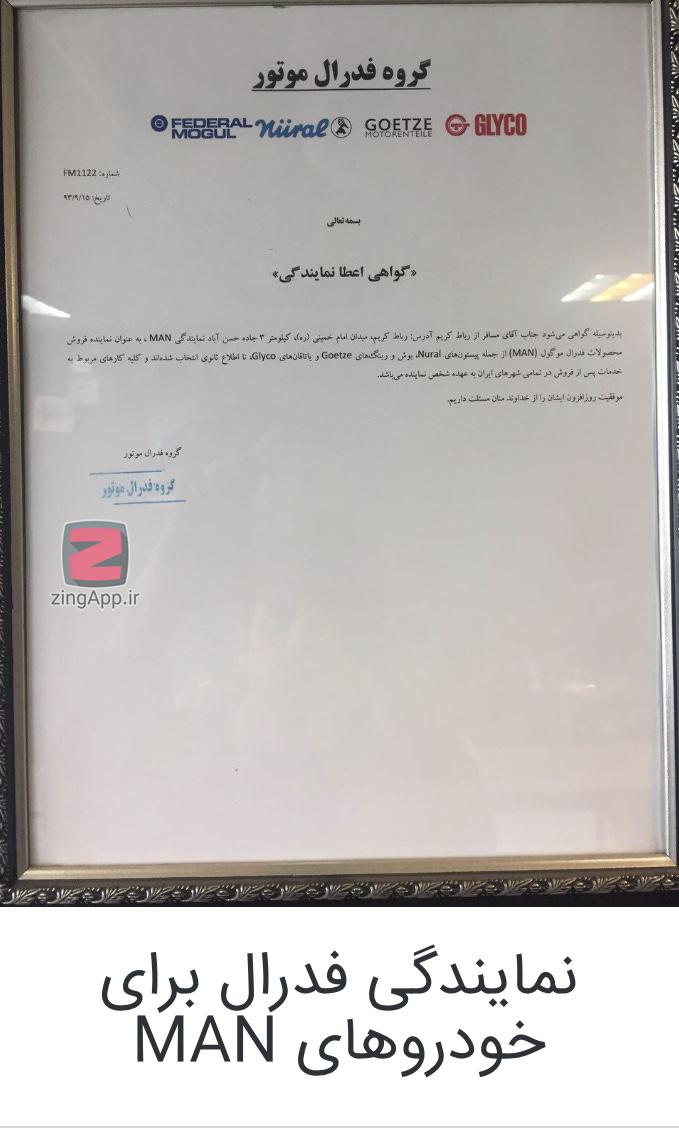 گروه فدرال موتور
FEDERAL MOGUL nüral GOETZE MOTORENTEILE GLYCO
شماره: FM1122
تاریخ: ۹۳/۹/۱۵
بسمه تعالی
«گواهی اعطا نمایندگی»
بدینوسیله گواهی می‌شود جناب آقای مسافر از رباط کریم آدرس: رباط کریم، میدان امام خمینی (ره)، کیلومتر ۳ جاده حسن آباد نمایندگی MAN ، به عنوان نماینده فروش
محصولات فدرال موگول (MAN) از جمله پیستون‌های Nural، بوش و رینگ‌های Goetze و یاتاقان‌های Glyco، تا اطلاع ثانوی انتخاب شده‌اند و کلیه کارهای مربوط به
خدمات پس از فروش در تمامی شهرهای ایران به عهده شخص نماینده می‌باشد.
موفقیت روزافزون ایشان را از خداوند منان مسئلت داریم.
گروه فدرال موتور
گروه فدرال موتور
zingApp.ir
نمایندگی فدرال برای
خودروهای MAN